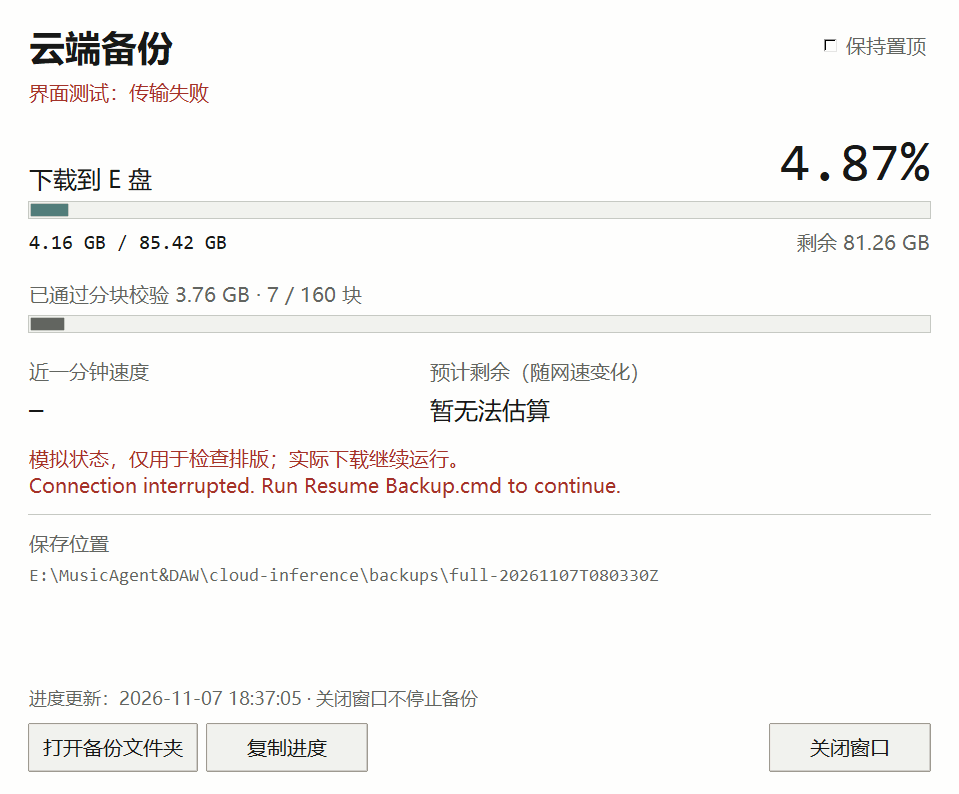 云端备份
保持置顶
界面测试：传输失败
下载到 E 盘
4.87%
4.16 GB / 85.42 GB
剩余 81.26 GB
已通过分块校验 3.76 GB · 7 / 160 块
近一分钟速度
预计剩余（随网速变化）
—
暂无法估算
模拟状态，仅用于检查排版；实际下载继续运行。
Connection interrupted. Run Resume Backup.cmd to continue.
保存位置
E:\MusicAgent&DAW\cloud-inference\backups\full-20261107T080330Z
进度更新：2026-11-07 18:37:05 · 关闭窗口不停止备份
打开备份文件夹
复制进度
关闭窗口